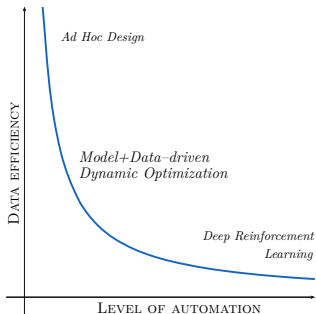 Ad Hoc Design
Model+Data–driven
Dynamic Optimization
Deep Reinforcement
Learning
Data efficiency
Level of automation